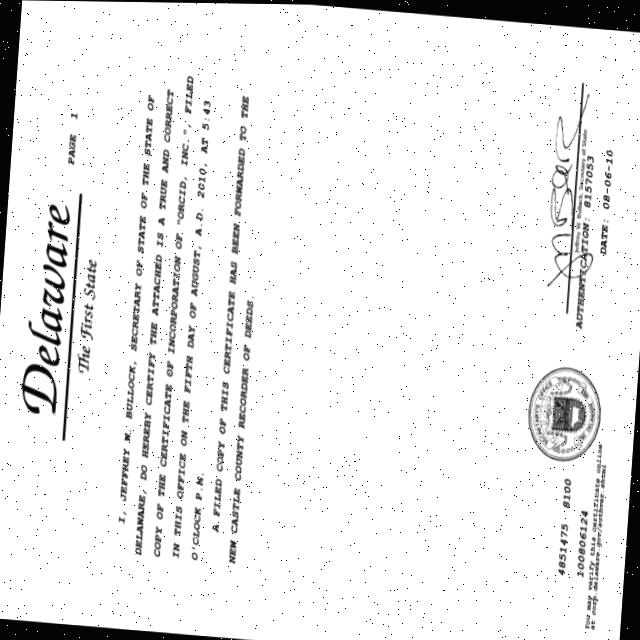 Delaware
PAGE 1
The First State
I, JEFFREY W. BULLOCK, SECRETARY OF STATE OF THE STATE OF
DELAWARE, DO HEREBY CERTIFY THE ATTACHED IS A TRUE AND CORRECT
COPY OF THE CERTIFICATE OF INCORPORATION OF "ORCID, INC.", FILED
IN THIS OFFICE ON THE FIFTH DAY OF AUGUST, A.D. 2010, AT 5:43
O'CLOCK P.M.
A FILED COPY OF THIS CERTIFICATE HAS BEEN FORWARDED TO THE
NEW CASTLE COUNTY RECORDER OF DEEDS.
4851475 8100
100806124
You may verify this certificate online
at corp.delaware.gov/authver.shtml
Jeffrey W. Bullock, Secretary of State
AUTHENTICATION: 8157053
DATE: 08-06-10